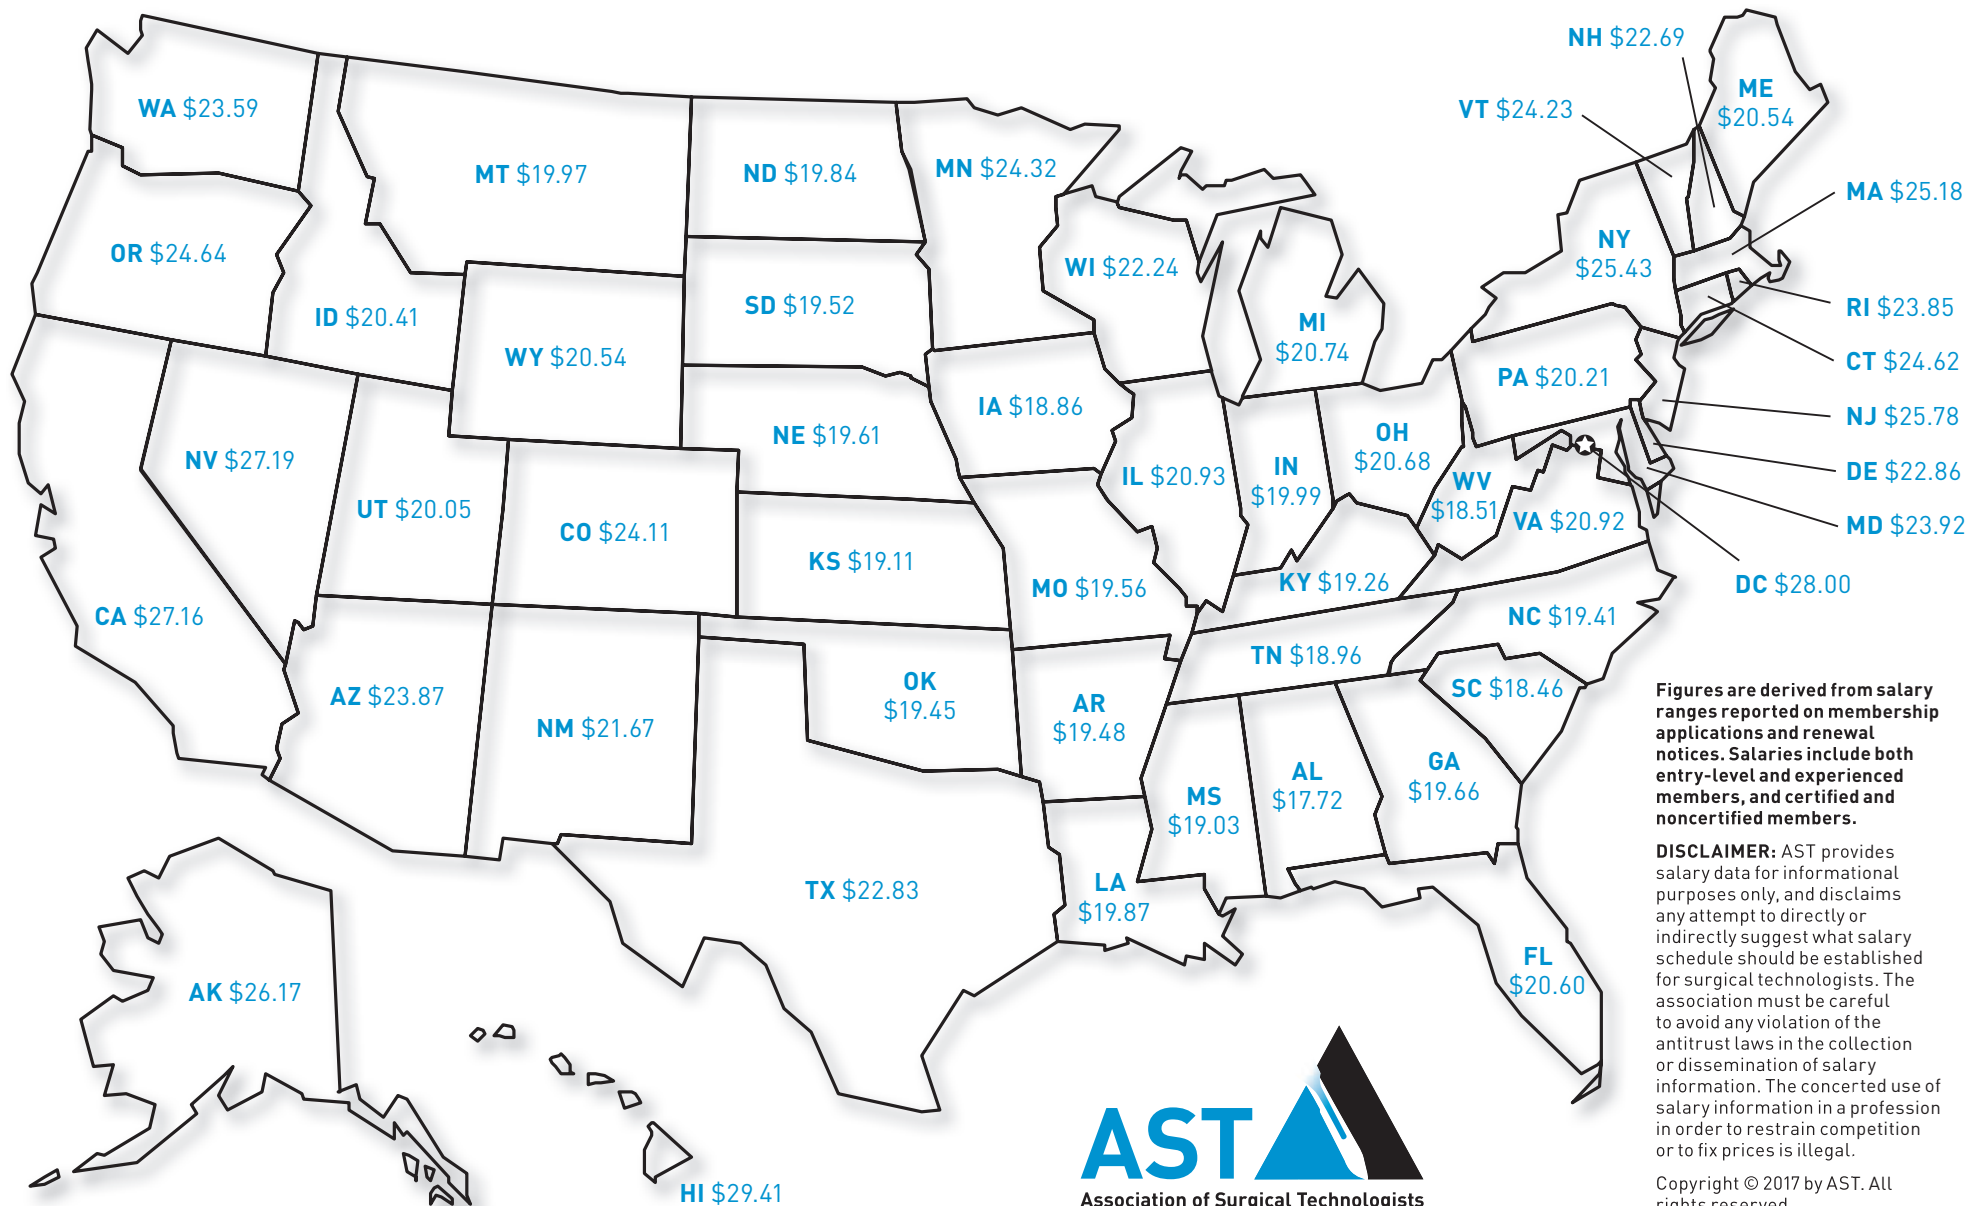 NH $22.69
ME
$20.54
VT $24.23
WA $23.59
MT $19.97
ND $19.84
MN $24.32
MA $25.18
OR $24.64
WI $22.24
NY
$25.43
ID $20.41
SD $19.52
RI $23.85
MI
$20.74
WY $20.54
CT $24.62
PA $20.21
IA $18.86
NJ $25.78
NE $19.61
OH
$20.68
NV $27.19
IL $20.93
IN
$19.99
WV
$18.51
DE $22.86
UT $20.05
CO $24.11
VA $20.92
MD $23.92
KS $19.11
MO $19.56
KY $19.26
DC $28.00
CA $27.16
NC $19.41
TN $18.96
AZ $23.87
NM $21.67
OK
$19.45
AR
$19.48
SC $18.46
GA
$19.66
AL
$17.72
MS
$19.03
TX $22.83
LA
$19.87
FL
$20.60
AK $26.17
HI $29.41
Figures are derived from salary
ranges reported on membership
applications and renewal
notices. Salaries include both
entry-level and experienced
members, and certified and
noncertified members.
DISCLAIMER: AST provides
salary data for informational
purposes only, and disclaims
any attempt to directly or
indirectly suggest what salary
schedule should be established
for surgical technologists. The
association must be careful
to avoid any violation of the
antitrust laws in the collection
or dissemination of salary
information. The concerted use of
salary information in a profession
in order to restrain competition
or to fix prices is illegal.
Copyright © 2017 by AST. All
rights reserved
AST
Association of Surgical Technologists